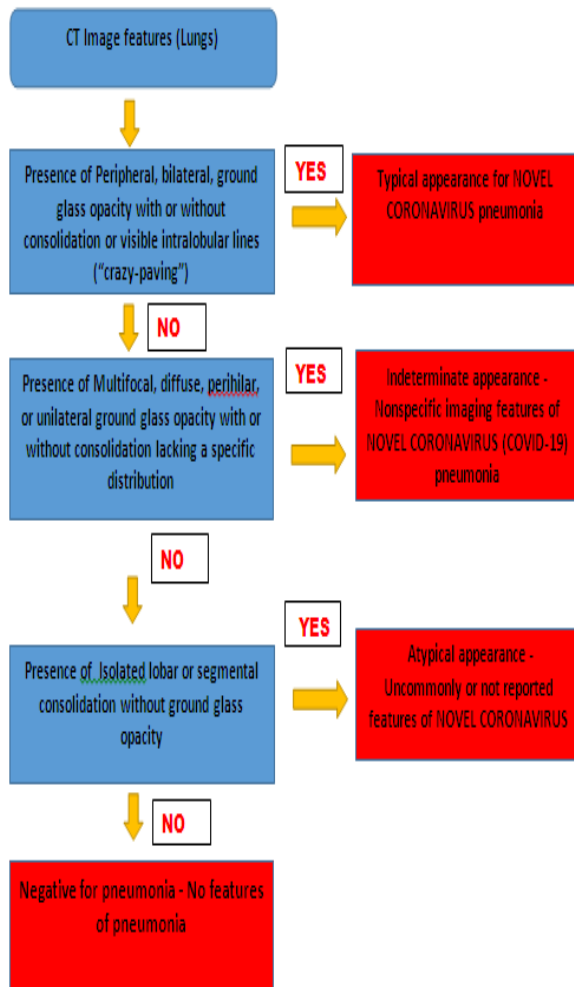 CT Image features (Lungs)
Presence of Peripheral, bilateral, ground
glass opacity with or without
consolidation or visible intralobular lines
(“crazy-paving”)
YES
Typical appearance for NOVEL
CORONAVIRUS pneumonia
NO
Presence of Multifocal, diffuse, perihilar,
or unilateral ground glass opacity with or
without consolidation lacking a specific
distribution
YES
Indeterminate appearance -
Nonspecific imaging features of
NOVEL CORONAVIRUS (COVID-19)
pneumonia
NO
Presence of Isolated lobar or segmental
consolidation without ground glass
opacity
YES
Atypical appearance -
Uncommonly or not reported
features of NOVEL CORONAVIRUS
NO
Negative for pneumonia - No features
of pneumonia